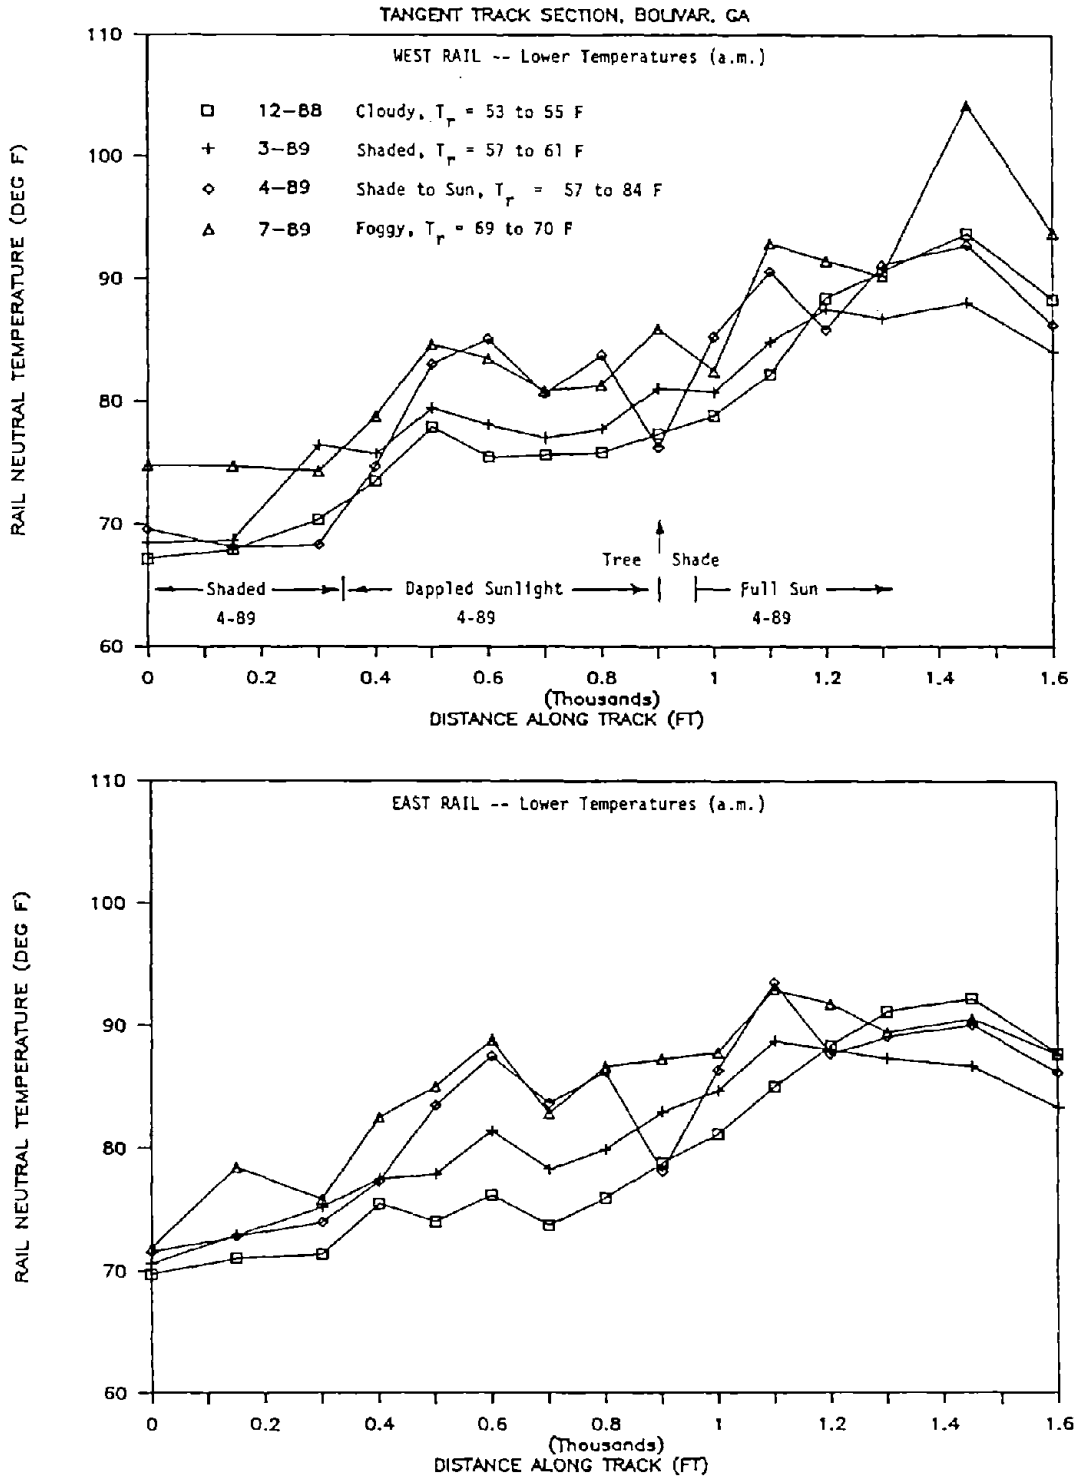 TANGENT TRACK SECTION, BOLIVAR, GA
WEST RAIL -- Lower Temperatures (a.m.)
12-88 Cloudy, Tr = 53 to 55 F
3-89 Shaded, Tr = 57 to 61 F
4-89 Shade to Sun, Tr = 57 to 84 F
7-89 Foggy, Tr = 69 to 70 F
RAIL NEUTRAL TEMPERATURE (DEG F)
110
100
90
80
70
60
Tree Shade
Shaded Dappled Sunlight Full Sun
4-89 4-89 4-89
0 0.2 0.4 0.6 0.8 1 1.2 1.4 1.6
(Thousands)
DISTANCE ALONG TRACK (FT)
EAST RAIL -- Lower Temperatures (a.m.)
RAIL NEUTRAL TEMPERATURE (DEG F)
110
100
90
80
70
60
0 0.2 0.4 0.6 0.8 1 1.2 1.4 1.6
(Thousands)
DISTANCE ALONG TRACK (FT)